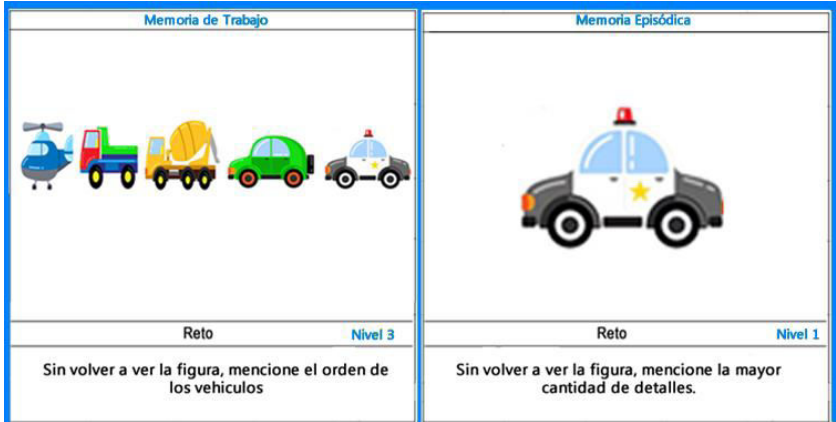 Memoria de Trabajo
Reto
Nivel 3
Sin volver a ver la figura, mencione el orden de
los vehiculos
Memoria Episódica
Reto
Nivel 1
Sin volver a ver la figura, mencione la mayor
cantidad de detalles.